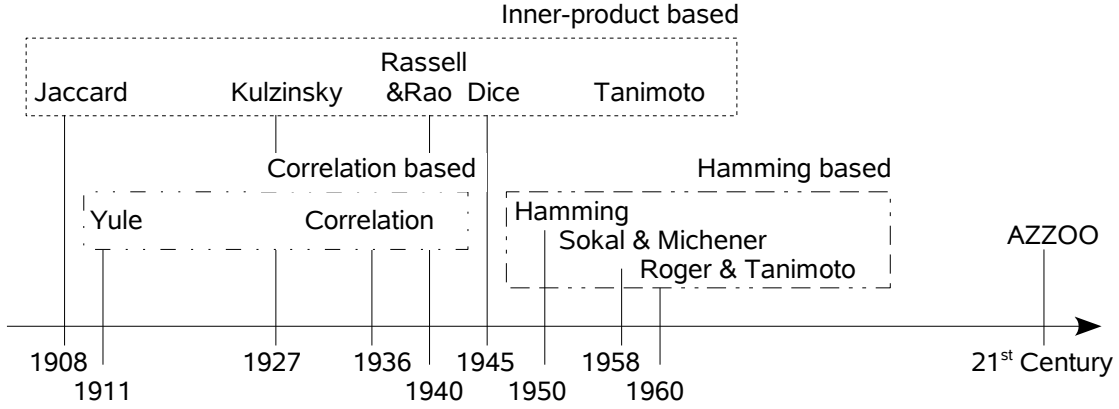 Inner-product based
Rassell
Jaccard Kulzinsky &Rao Dice Tanimoto
Correlation based Hamming based
Yule Correlation Hamming
Sokal & Michener AZZOO
Roger & Tanimoto
1908 1927 1936 1945 1958 21st Century
1911 1940 1950 1960